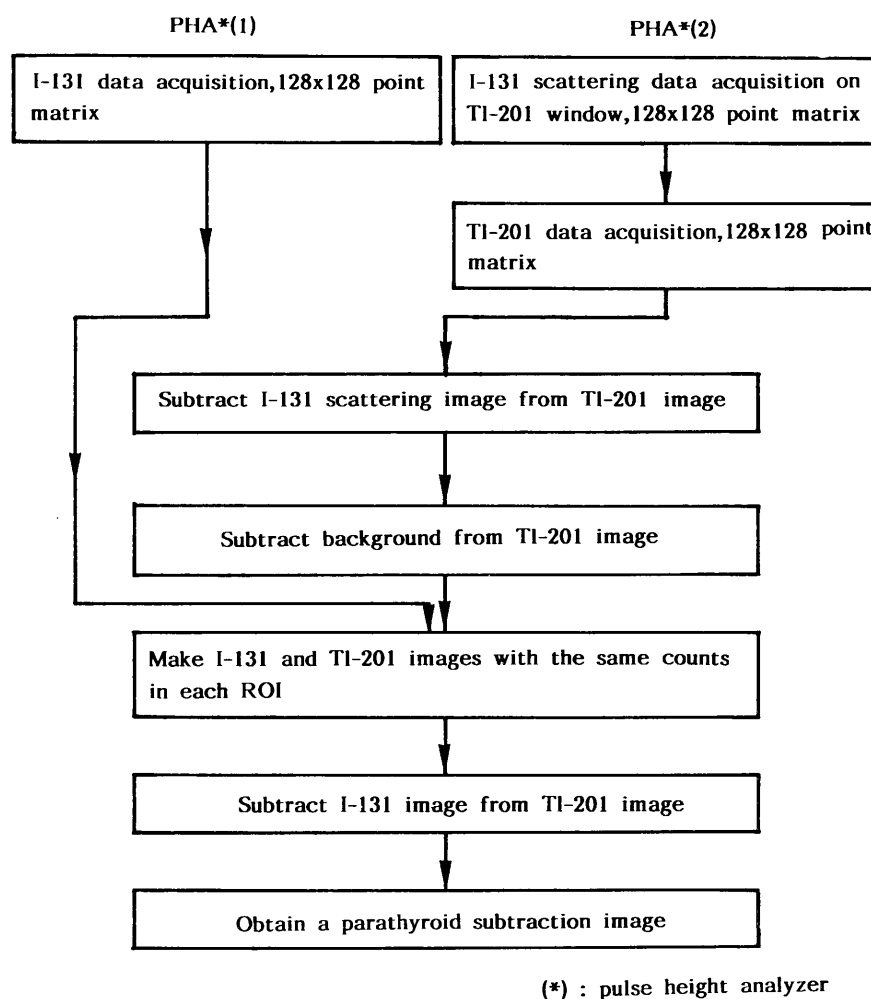 PHA*(1)
PHA*(2)
I-131 data acquisition,128x128 point
matrix
I-131 scattering data acquisition on
Tl-201 window,128x128 point matrix
Tl-201 data acquisition,128x128 point
matrix
Subtract I-131 scattering image from Tl-201 image
Subtract background from Tl-201 image
Make I-131 and Tl-201 images with the same counts
in each ROI
Subtract I-131 image from Tl-201 image
Obtain a parathyroid subtraction image
(*) : pulse height analyzer